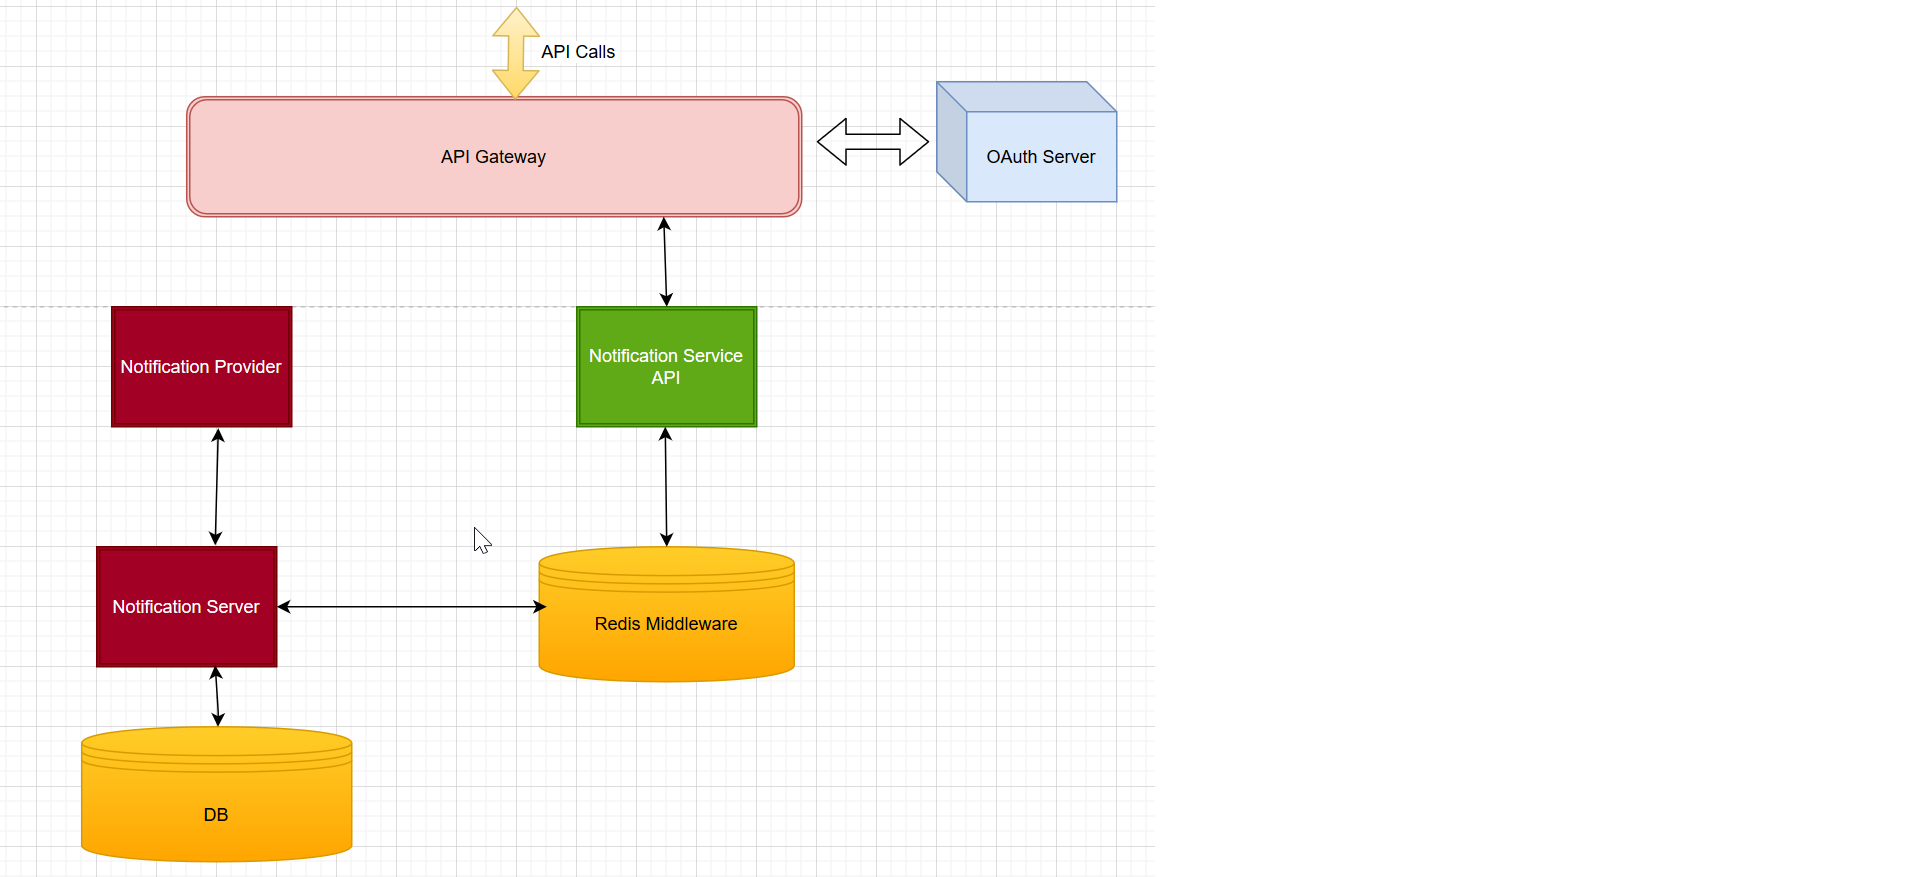 API Calls
API Gateway
OAuth Server
Notification Provider
Notification Service
API
Notification Server
Redis Middleware
DB